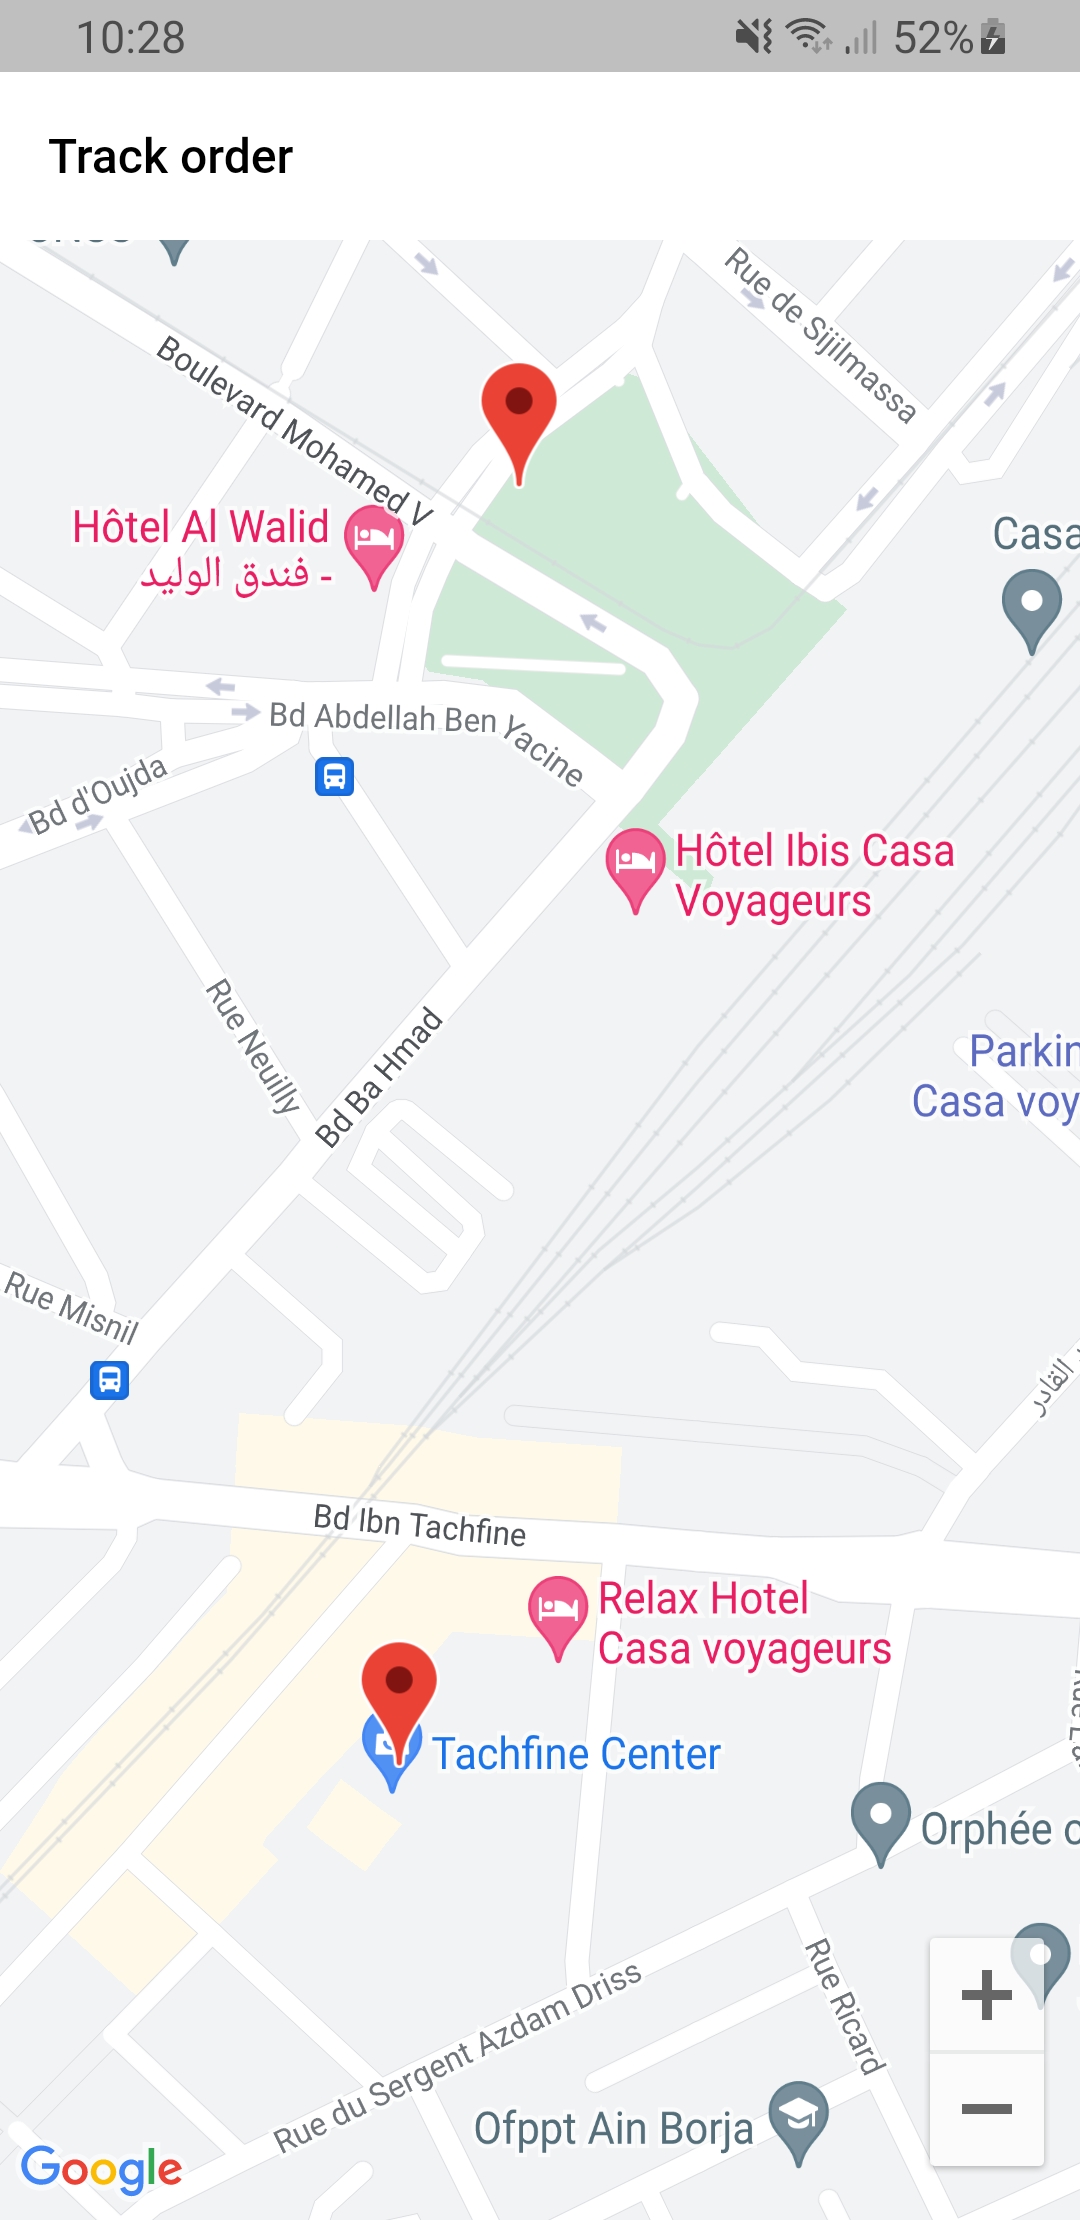 10:28
52%
Track order
Rue de Sijilmassa
Boulevard Mohamed V
Hôtel Al Walid
فندق الوليد -
Casa
Bd Abdellah Ben Yacine
Bd d'Oujda
Hôtel Ibis Casa
Voyageurs
Rue Neuilly
Bd Ba Hmad
Parkin
Casa voy
Rue Misnil
القادر
Bd Ibn Tachfine
Relax Hotel
Casa voyageurs
Tachfine Center
Orphée c
Rue du Sergent Azdam Driss
Rue Ricard
Ofppt Ain Borja
+
−
Google